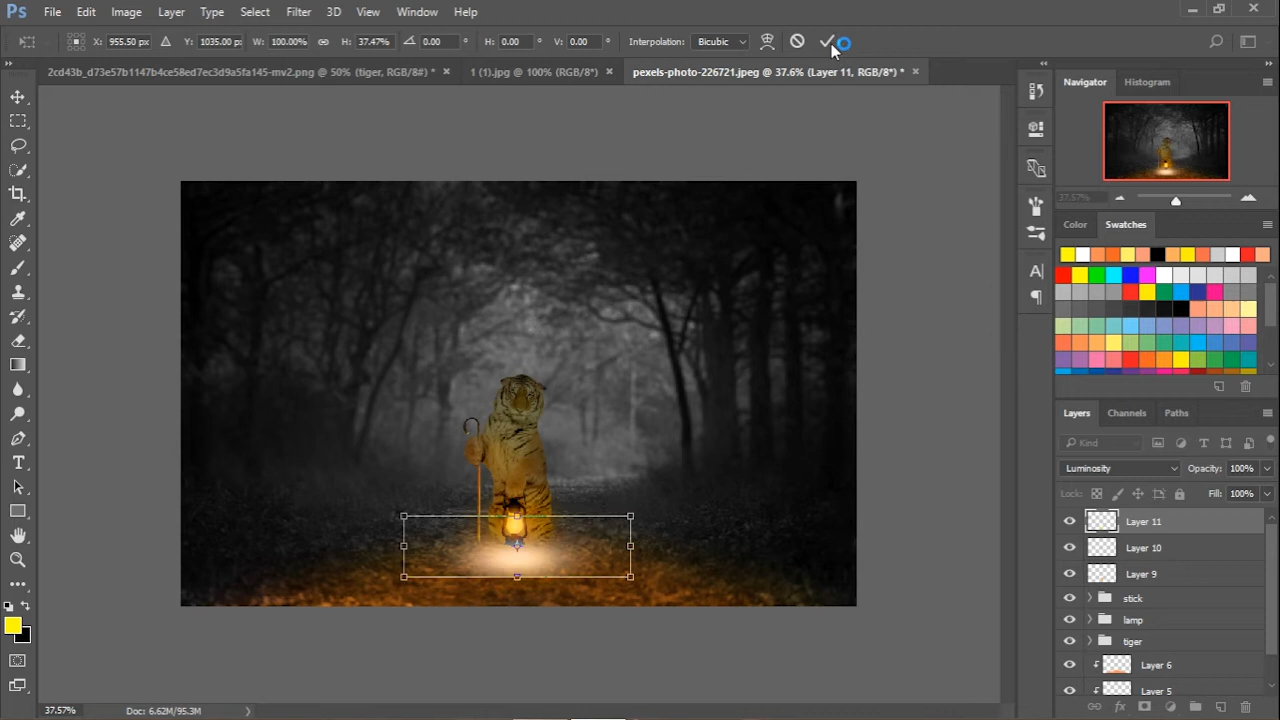 Ps File Edit Image Layer Type Select Filter 3D View Window Help
X: 955.50 px Y: 1035.00 px W: 100.00% H: 37.47% 0.00 ° H: 0.00 ° V: 0.00 ° Interpolation: Bicubic
2cd43b_d73e57b1147b4ce58ed7ec3d9a5fa145-mv2.png @ 50% (tiger, RGB/8#) * × 1 (1).jpg @ 100% (RGB/8*) × pexels-photo-226721.jpeg @ 37.6% (Layer 11, RGB/8*) * ×
Navigator Histogram
37.57%
Color Swatches
Layers Channels Paths
Kind
Luminosity Opacity: 100%
Lock: Fill: 100%
Layer 11
Layer 10
Layer 9
stick
lamp
tiger
Layer 6
Layer 5
37.57% Doc: 6.62M/95.3M